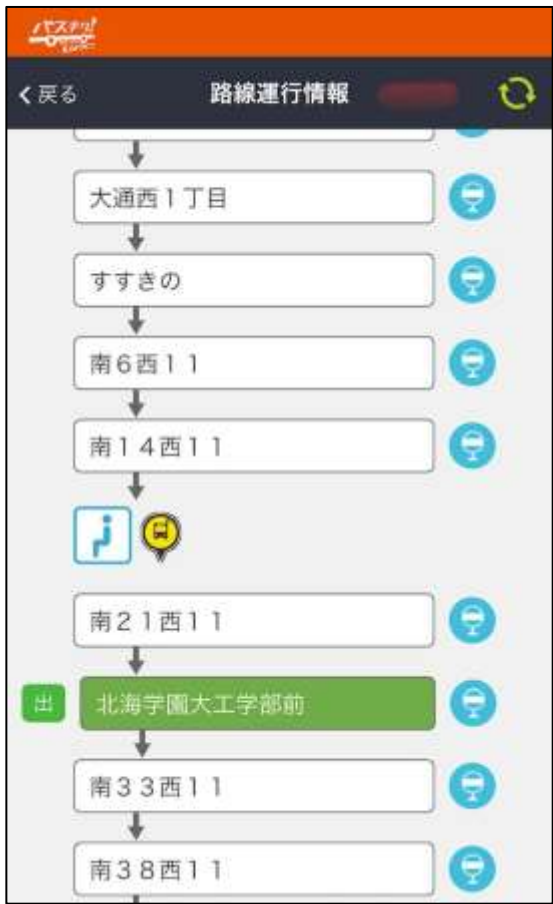 バスキタ!
戻る 路線運行情報
大通西1丁目
すすきの
南6西11
南14西11
南21西11
出 北海学園大工学部前
南33西11
南38西11